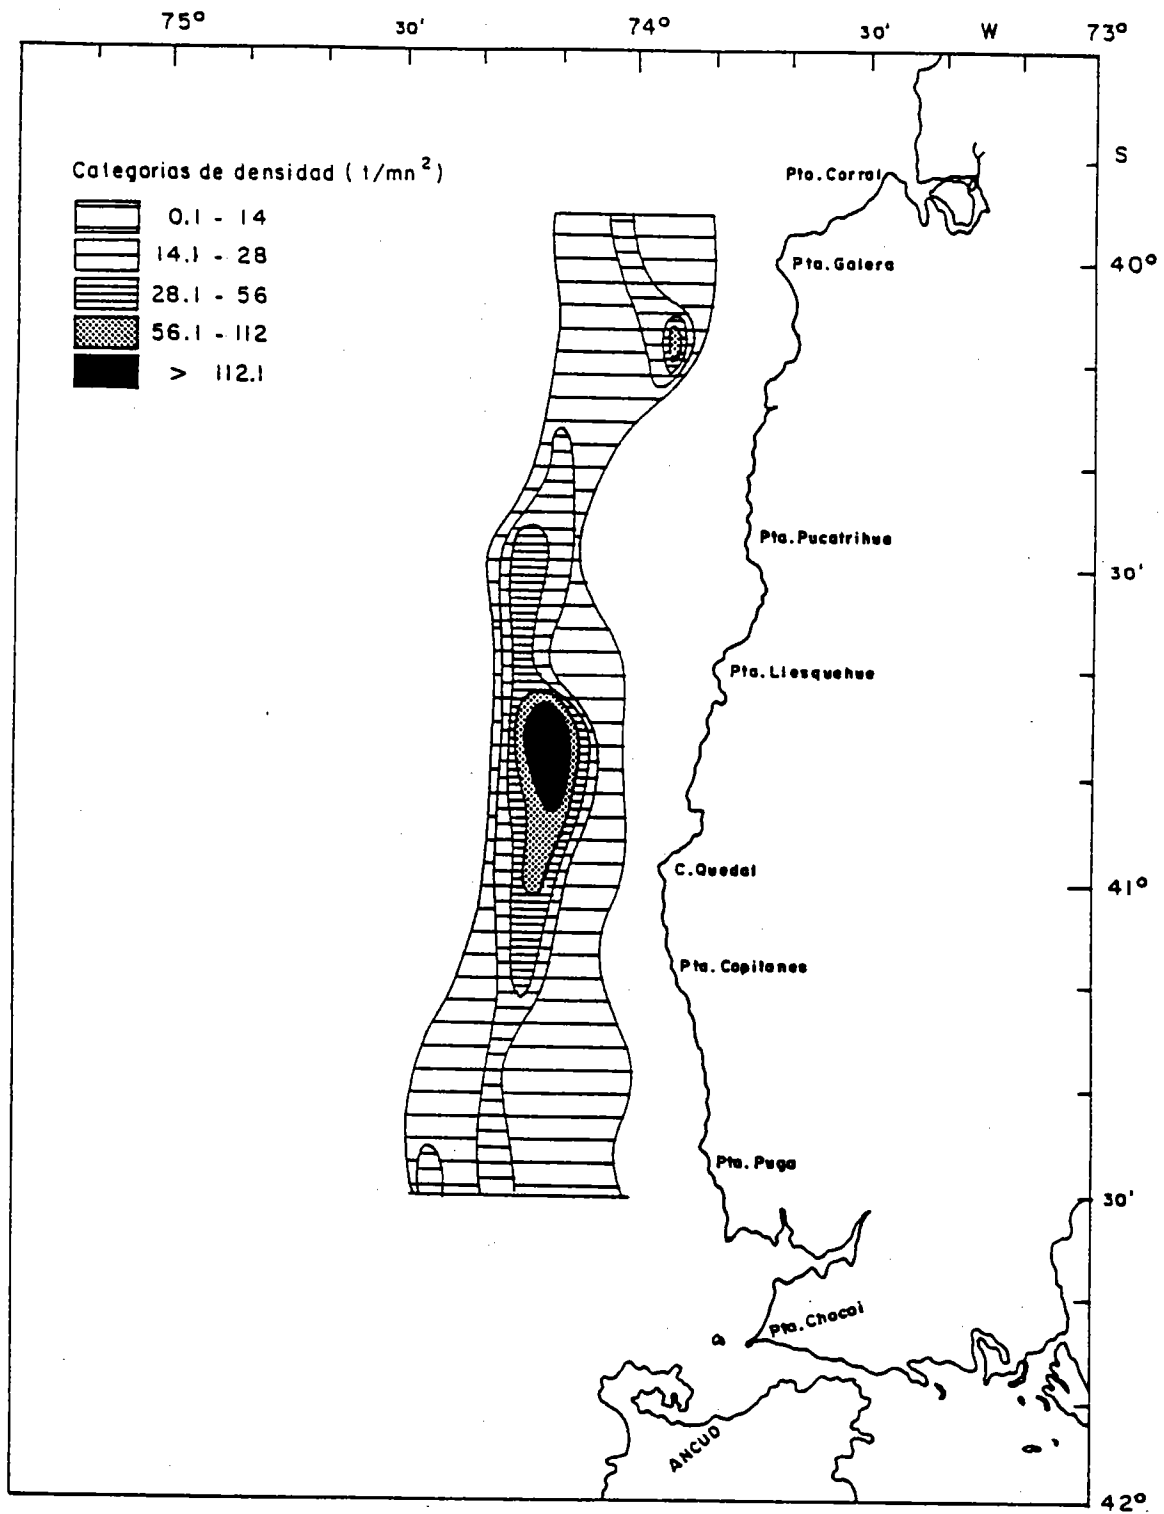 75° 30' 74° 30' W 73°
S
Categorias de densidad ( t/mn²)
0.1 - 14
14.1 - 28
28.1 - 56
56.1 - 112
> 112.1
Pta. Corral
Pta. Galera
40°
Pta. Pucatrihue
30'
Pta. Llesquehue
C. Quedal
41°
Pta. Capitanes
Pta. Puga
30'
Pta. Chocoi
ANCUD
42°